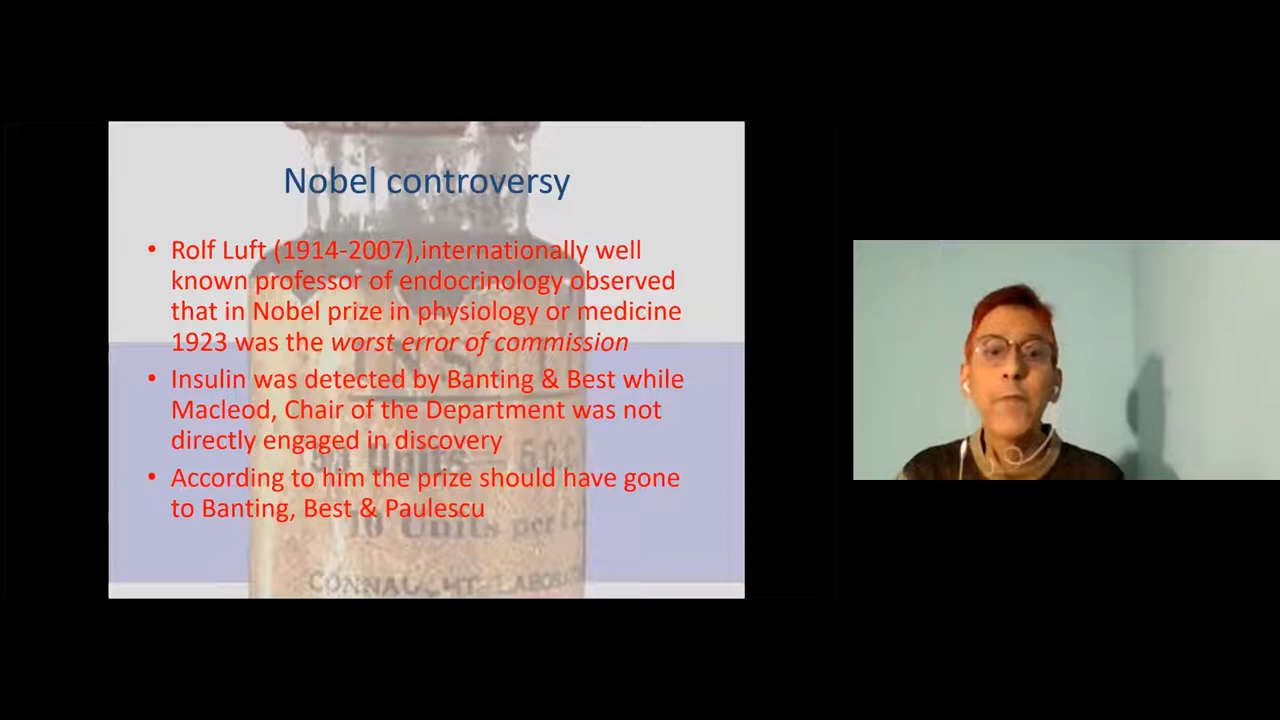 Nobel controversy
• Rolf Luft (1914-2007),internationally well
known professor of endocrinology observed
that in Nobel prize in physiology or medicine
1923 was the worst error of commission
• Insulin was detected by Banting & Best while
Macleod, Chair of the Department was not
directly engaged in discovery
• According to him the prize should have gone
to Banting, Best & Paulescu
10 Units per
CONNAUGHT